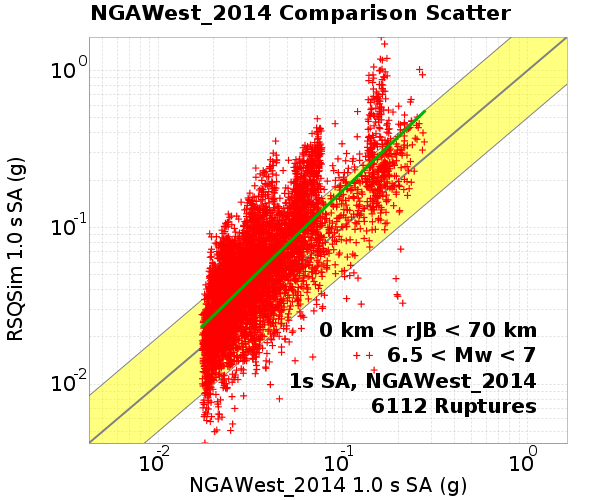 NGAWest_2014 Comparison Scatter
RSQSim 1.0 s SA (g)
10^0
10^-1
10^-2
0 km < rJB < 70 km
6.5 < Mw < 7
1s SA, NGAWest_2014
6112 Ruptures
10^-2 10^-1 10^0
NGAWest_2014 1.0 s SA (g)